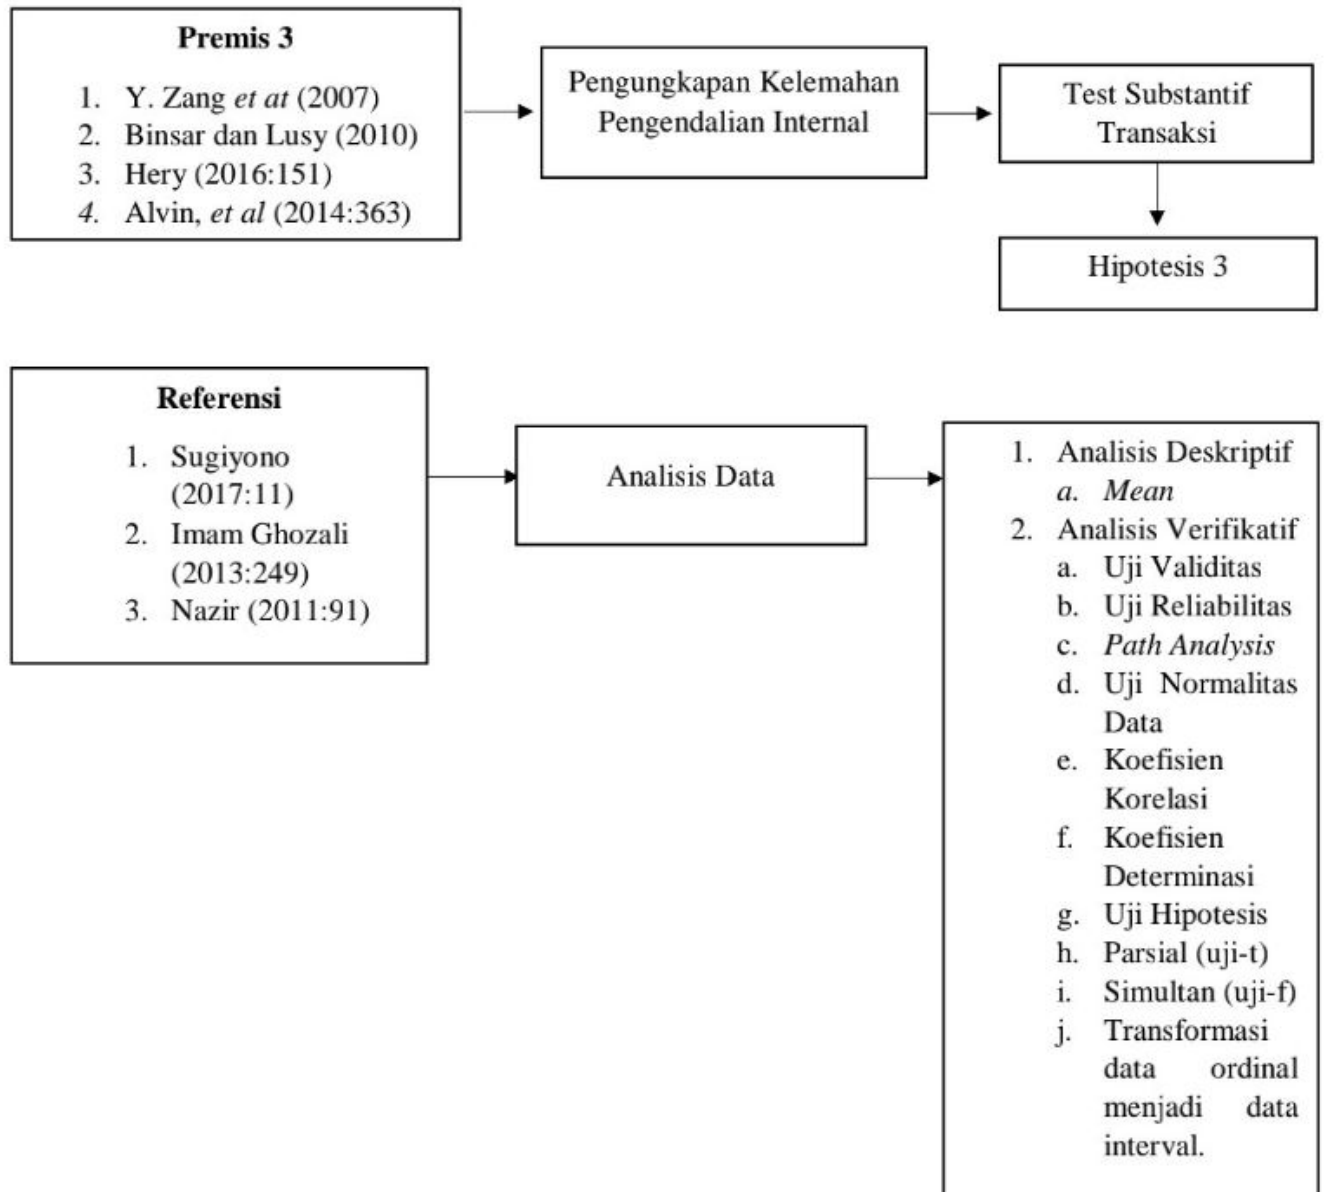 Premis 3
1. Y. Zang et at (2007)
2. Binsar dan Lusy (2010)
3. Hery (2016:151)
4. Alvin, et al (2014:363)
Pengungkapan Kelemahan
Pengendalian Internal
Test Substantif
Transaksi
Hipotesis 3
Referensi
1. Sugiyono
(2017:11)
2. Imam Ghozali
(2013:249)
3. Nazir (2011:91)
Analisis Data
1. Analisis Deskriptif
a. Mean
2. Analisis Verifikatif
a. Uji Validitas
b. Uji Reliabilitas
c. Path Analysis
d. Uji Normalitas
Data
e. Koefisien
Korelasi
f. Koefisien
Determinasi
g. Uji Hipotesis
h. Parsial (uji-t)
i. Simultan (uji-f)
j. Transformasi
data ordinal
menjadi data
interval.